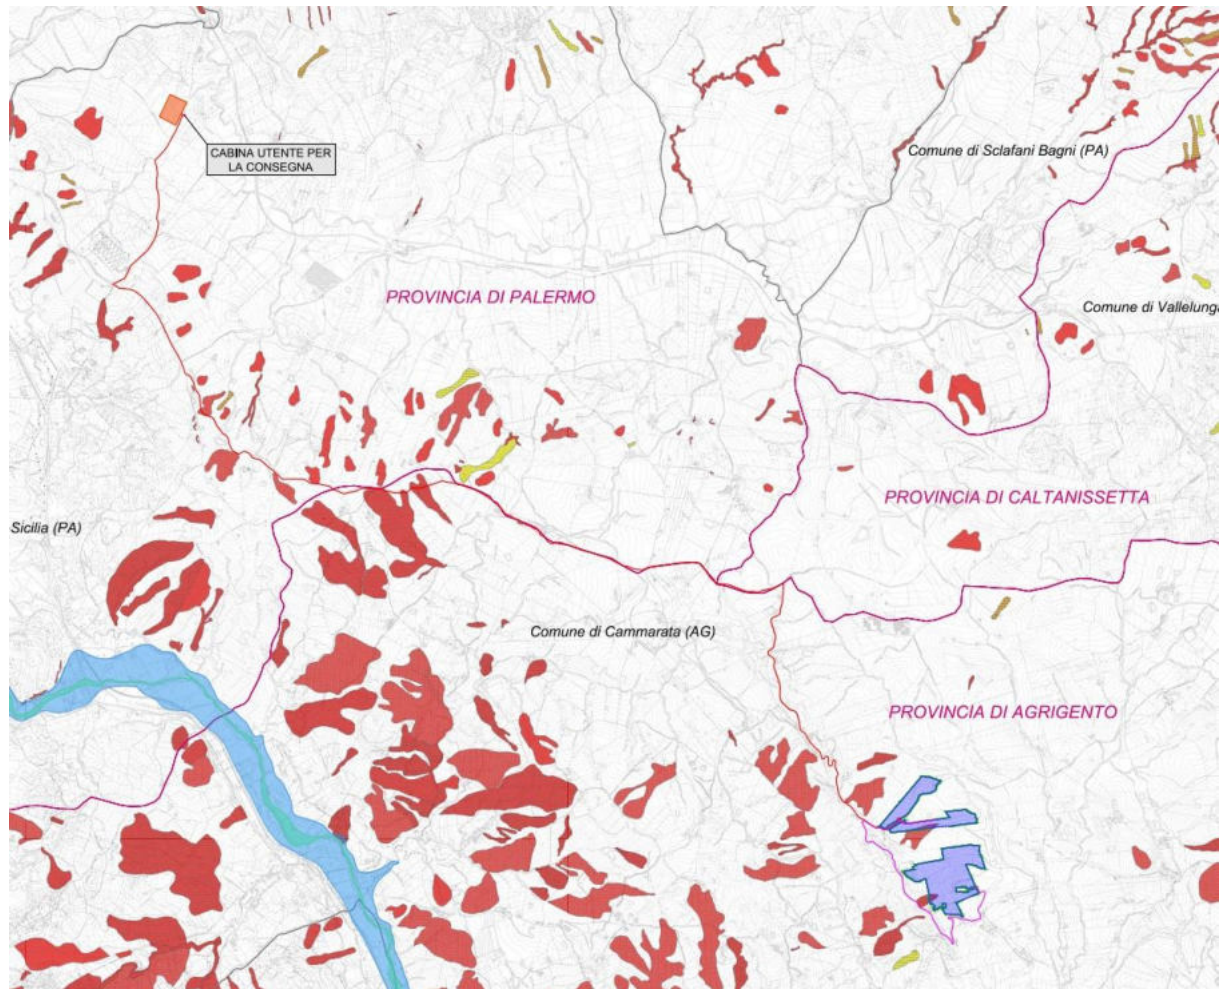 CABINA UTENTE PER
LA CONSEGNA
Comune di Sclafani Bagni (PA)
PROVINCIA DI PALERMO
Comune di Vallelunga
PROVINCIA DI CALTANISSETTA
Sicilia (PA)
Comune di Cammarata (AG)
PROVINCIA DI AGRIGENTO